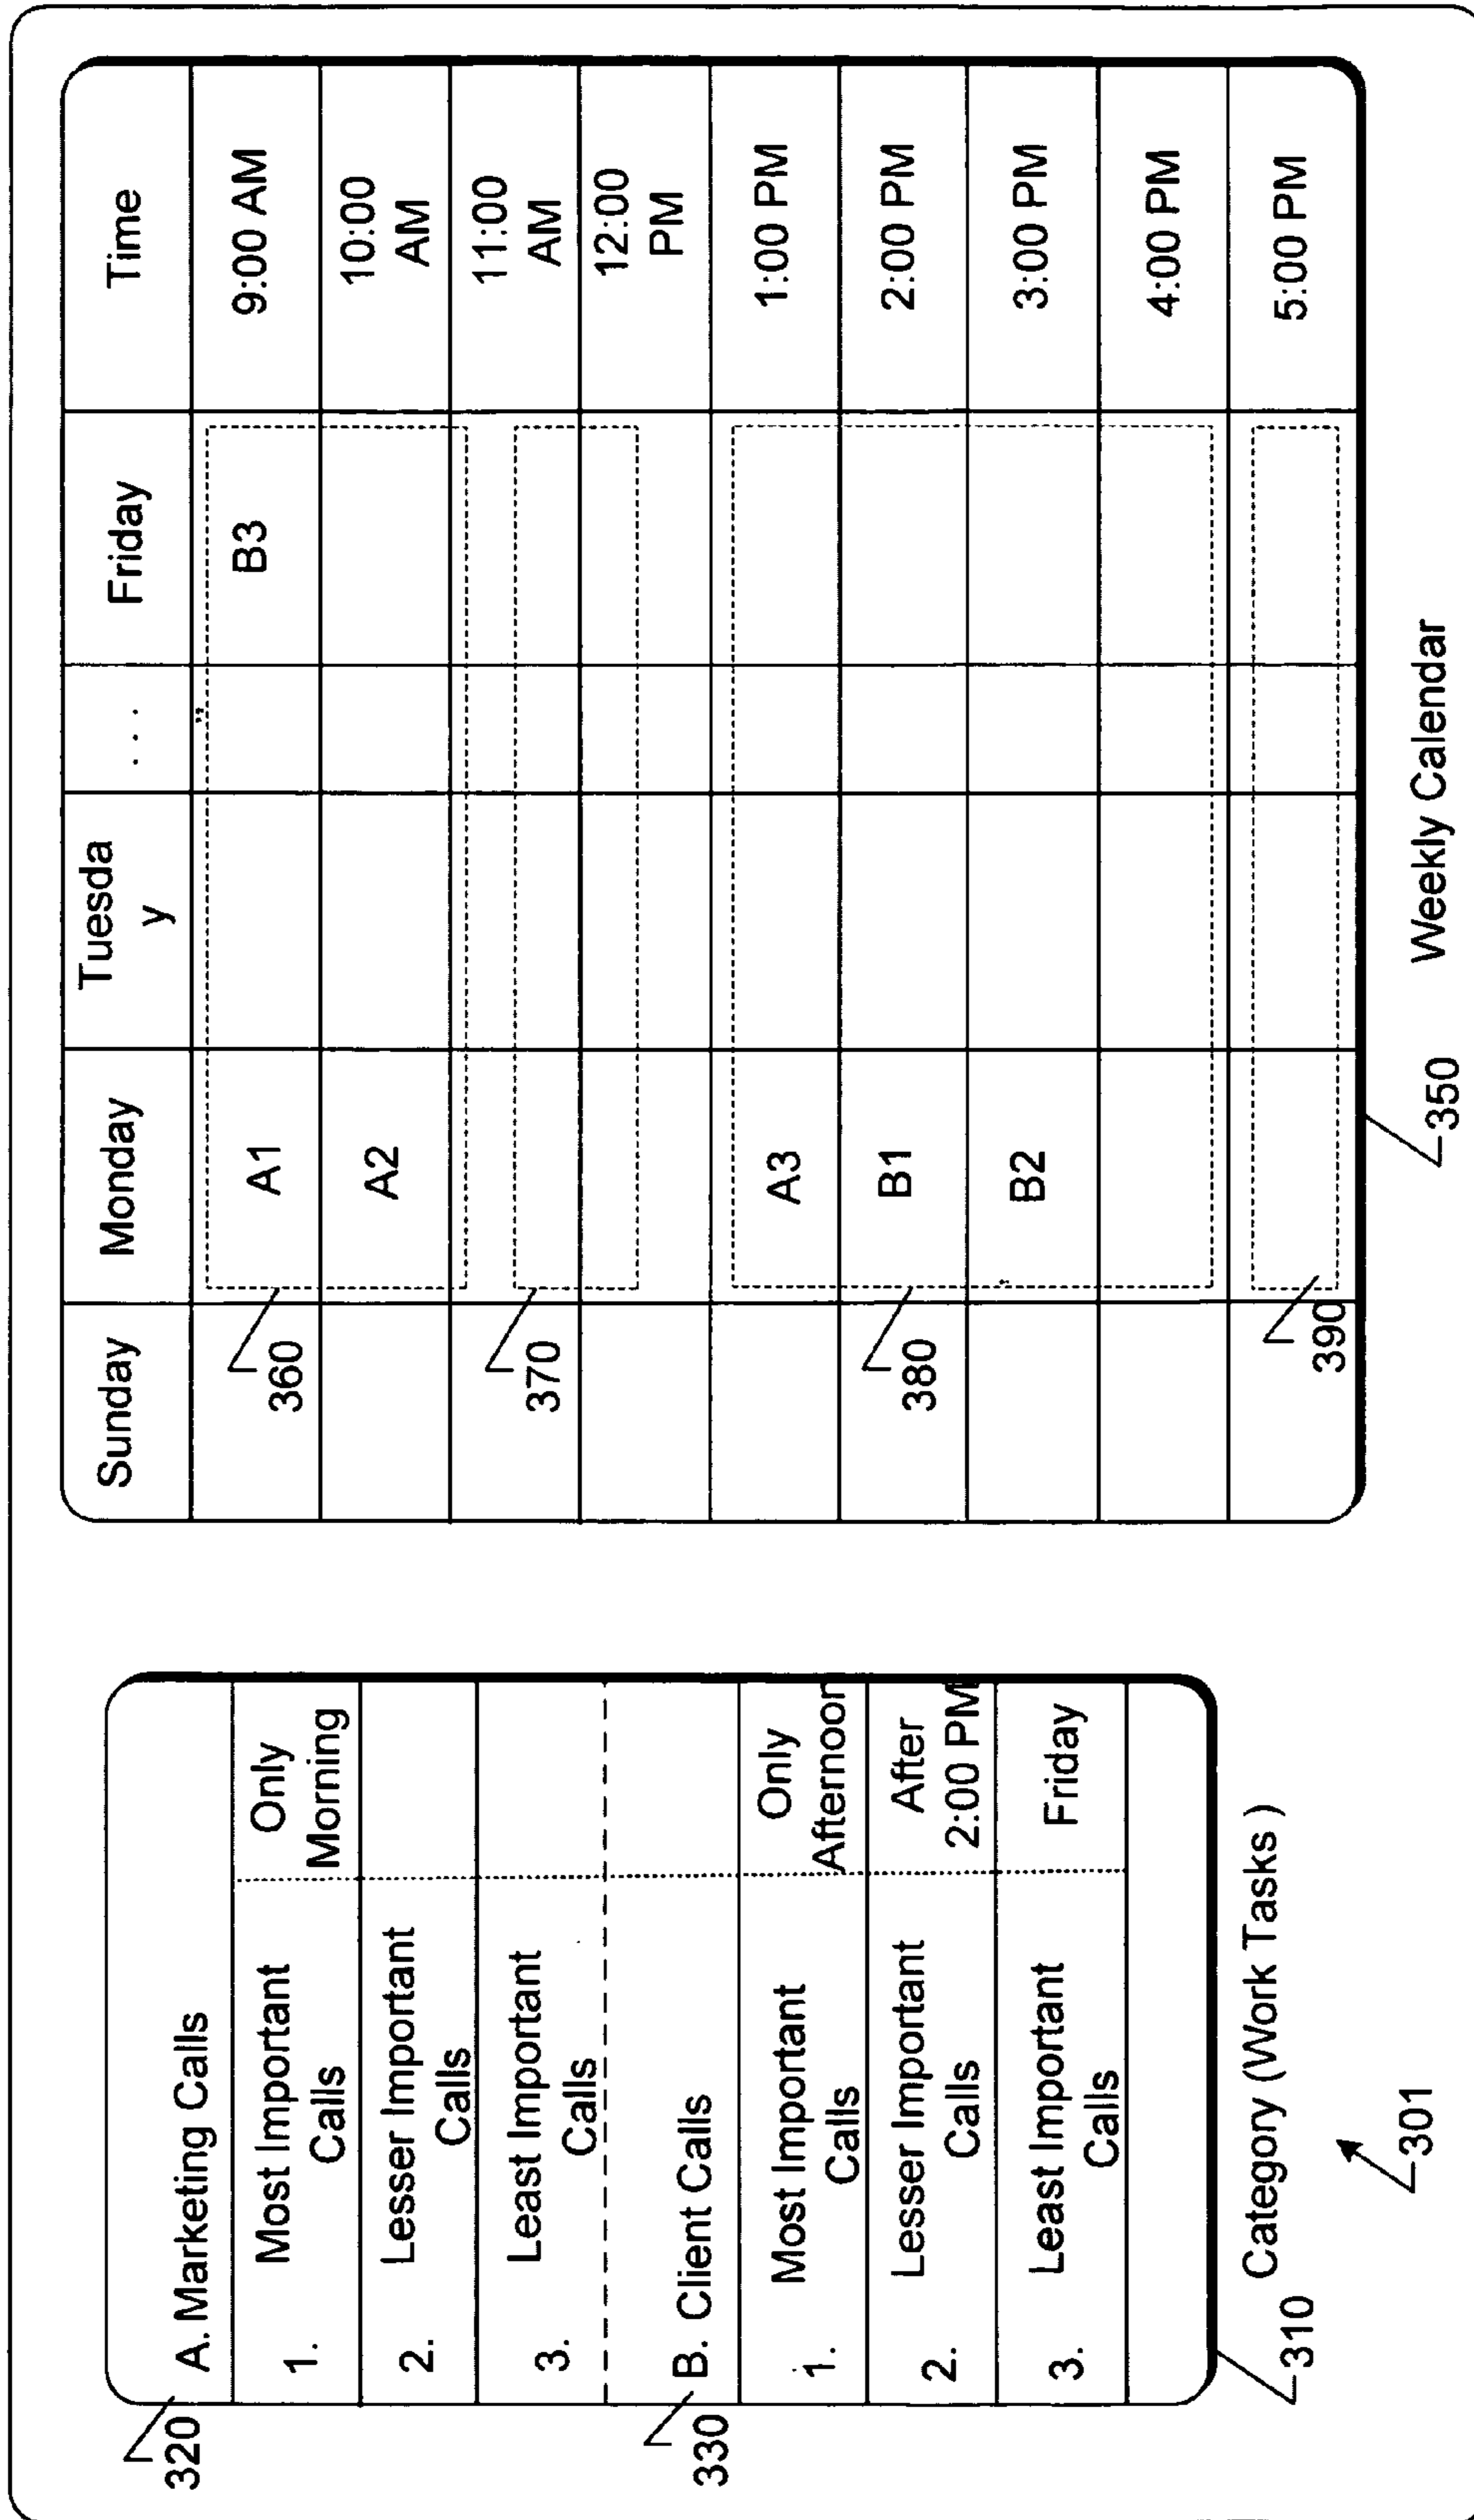 320
A. Marketing Calls
1. Most Important Only
Calls Morning
2. Lesser Important
Calls
3. Least Important
Calls
330
B. Client Calls
1. Most Important Only
Calls Afternoon
2. Lesser Important After
Calls 2:00 PM
3. Least Important Friday
Calls
310
Category (Work Tasks )
301
Sunday Monday Tuesda ... Friday Time
y
A1 B3 9:00 AM
360
A2 10:00
AM
11:00
AM
370
12:00
PM
A3 1:00 PM
B1 2:00 PM
380
B2 3:00 PM
4:00 PM
5:00 PM
390
350
Weekly Calendar